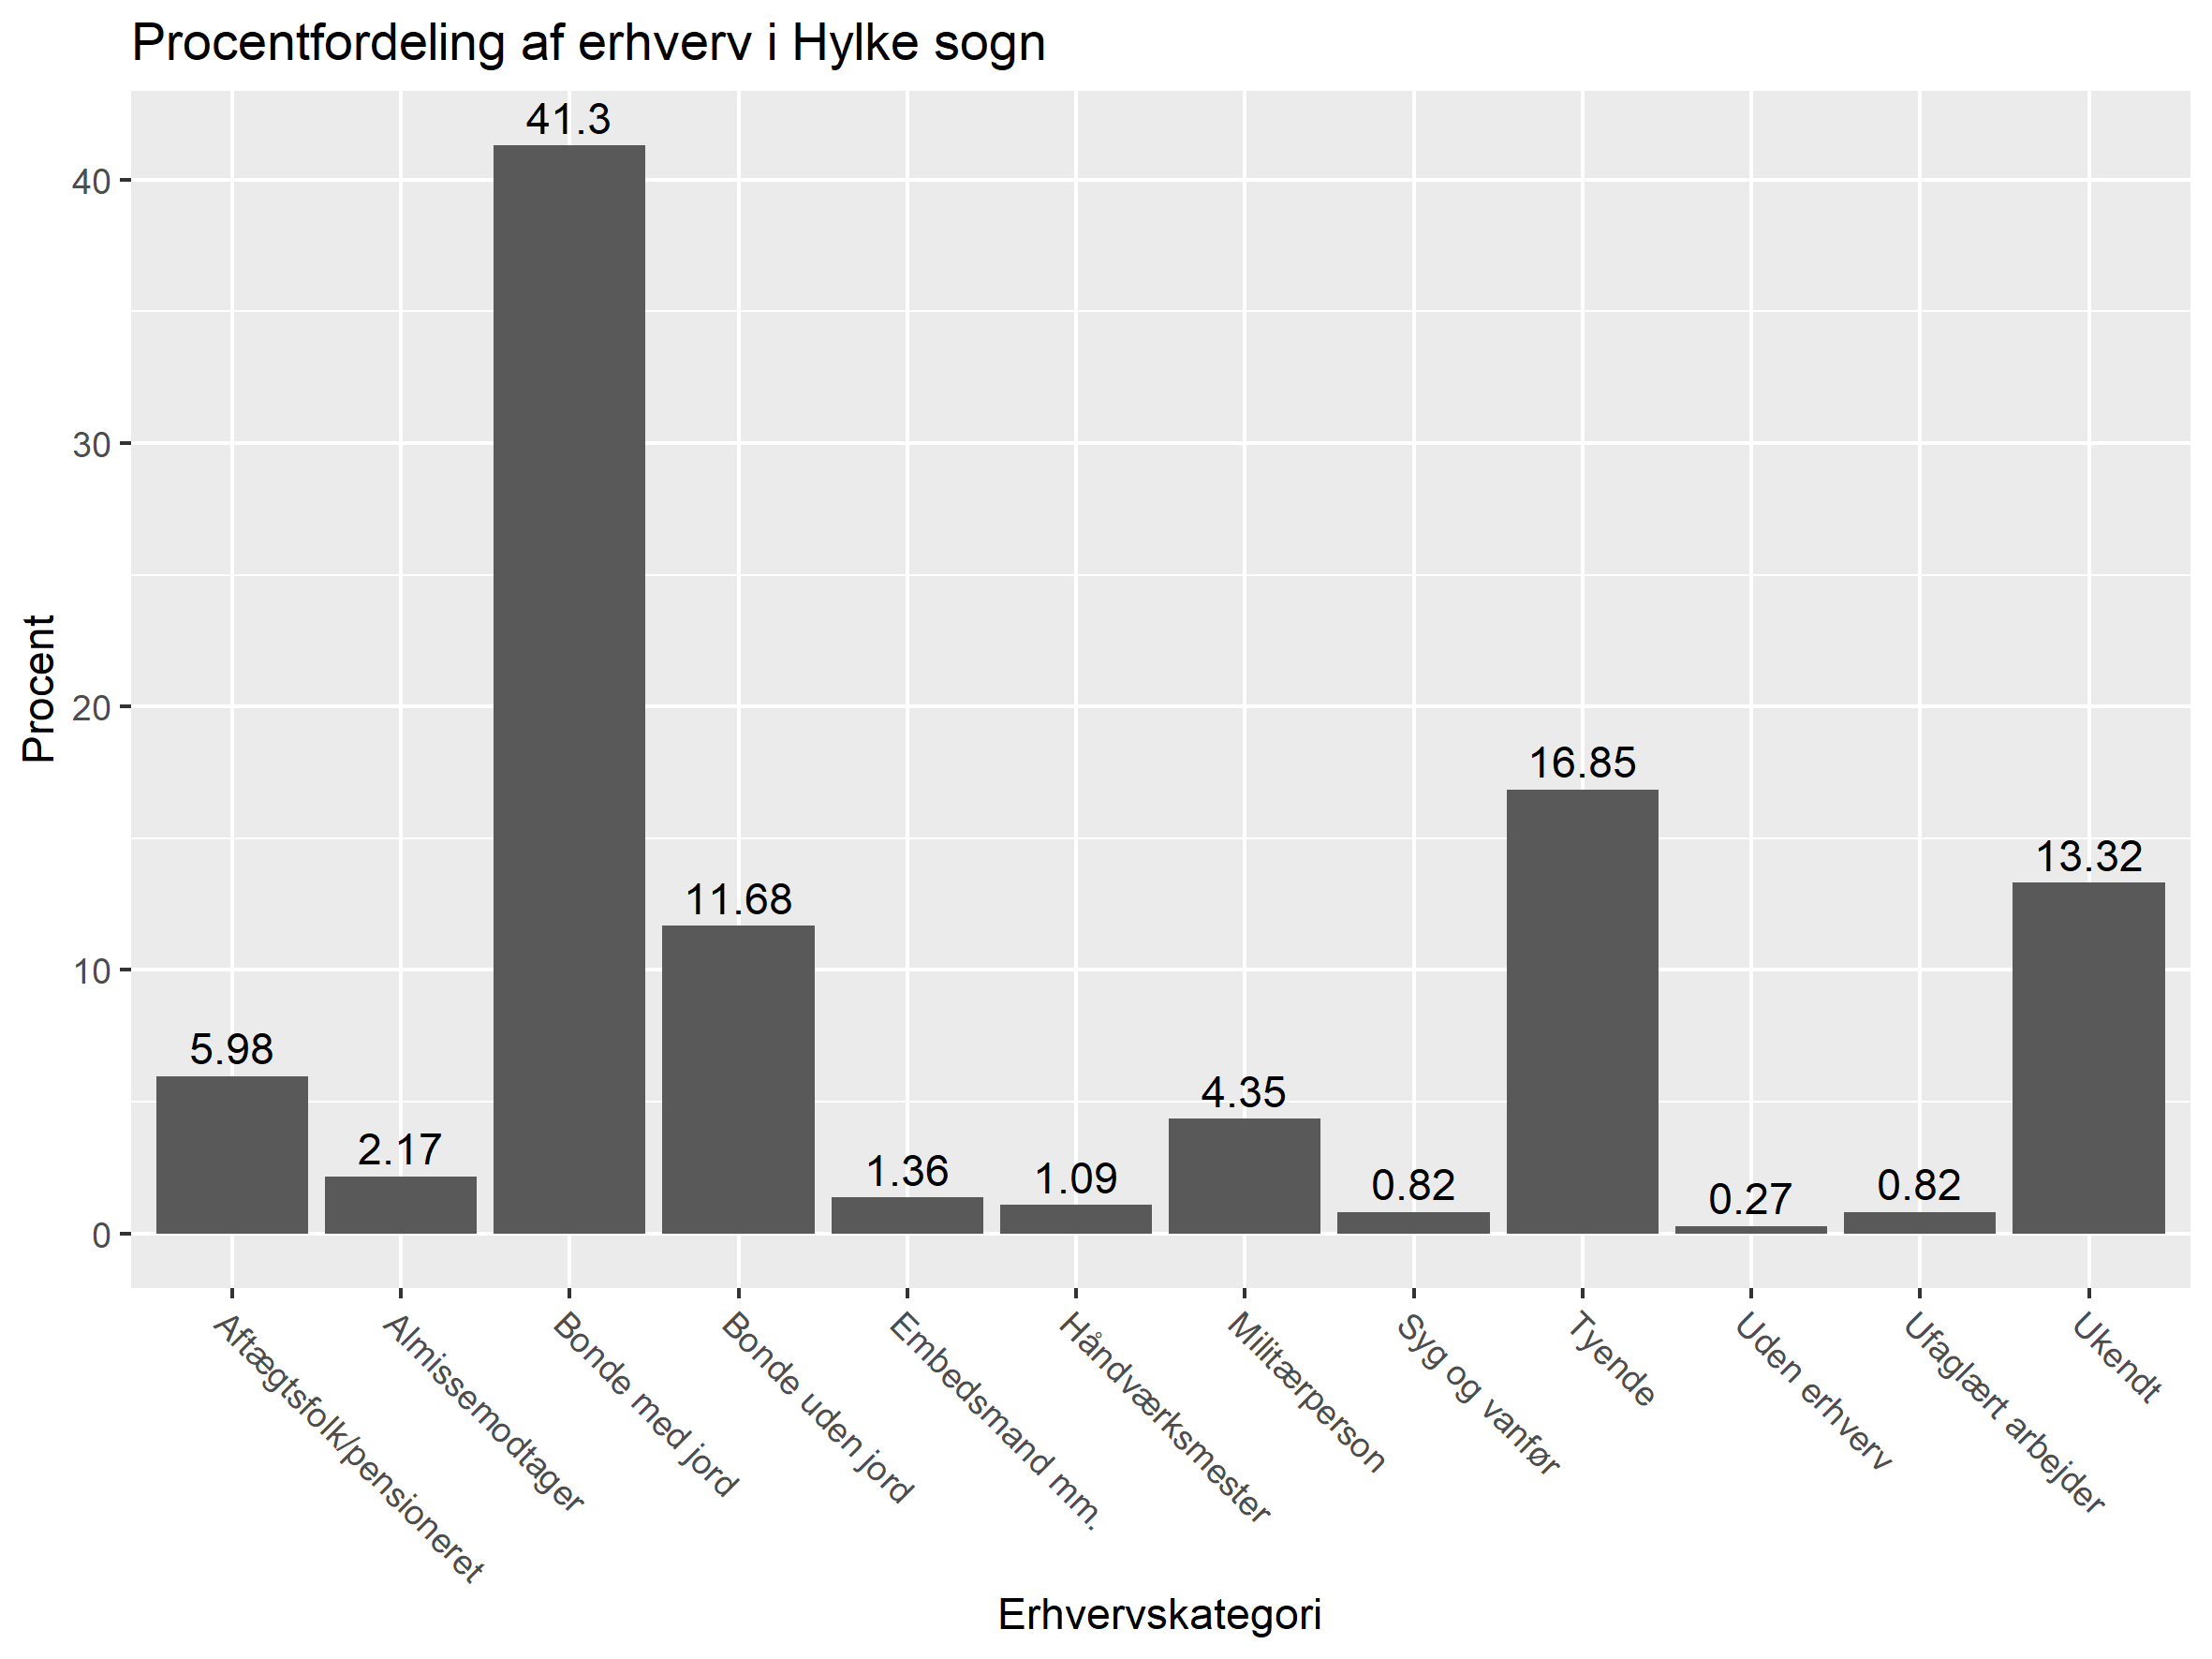 Procentfordeling af erhverv i Hylke sogn
Procent
40
30
20
10
0
5.98
2.17
41.3
11.68
1.36
1.09
4.35
0.82
16.85
0.27
0.82
13.32
Aftægtsfolk/pensioneret
Almissemodtager
Bonde med jord
Bonde uden jord
Embedsmand mm.
Håndværksmester
Militærperson
Syg og vanfør
Tyende
Uden erhverv
Ufaglært arbejder
Ukendt
Erhvervskategori